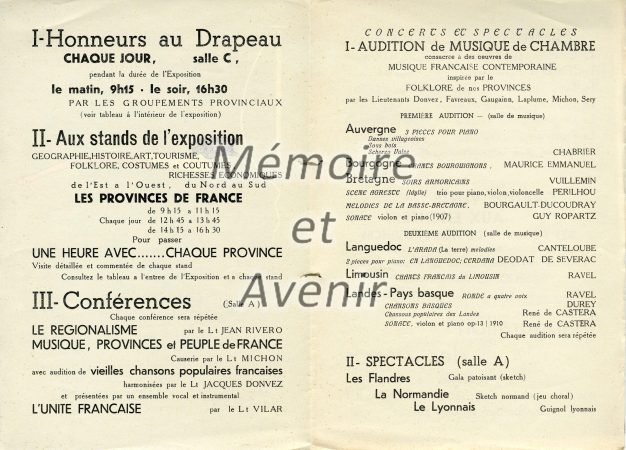 I-Honneurs au Drapeau
CHAQUE JOUR, salle C,
pendant la durée de l'Exposition
le matin, 9h15 - le soir, 16h30
PAR LES GROUPEMENTS PROVINCIAUX
(voir tableau à l'intérieur de l'exposition)
II- Aux stands de l'exposition
GEOGRAPHIE, HISTOIRE, ART, TOURISME,
FOLKLORE, COSTUMES et COUTUMES,
RICHESSES ECONOMIQUES
de l'Est a l'Ouest, du Nord au Sud
LES PROVINCES DE FRANCE
de 9h15 a 11h15
Chaque jour de 12h45 a 13h45
de 14h15 a 16h30
Pour passer
UNE HEURE AVEC.......CHAQUE PROVINCE
Visite détaillée et commentée de chaque stand
Consultez le tableau a l'entree de l'Exposition et a chaque stand
III- Conférences (Salle A)
Chaque conférence sera répétée
LE REGIONALISME par le Lt JEAN RIVERO
MUSIQUE, PROVINCES et PEUPLE de FRANCE
Causerie par le Lt MICHON
avec audition de vieilles chansons populaires francaises
harmonisées par le Lt JACQUES DONVEZ
et présentées par un ensemble vocal et instrumental
L'UNITE FRANCAISE par le Lt VILAR
CONCERTS et SPECTACLES
I-AUDITION de MUSIQUE de CHAMBRE
consacrée a des oeuvres de
MUSIQUE FRANCAISE CONTEMPORAINE
inspirée par le
FOLKLORE de nos PROVINCES
par les Lieutenants Donvez, Favreaux, Gaugain, Laplume, Michon, Sery
PREMIERE AUDITION - (salle de musique)
Auvergne 3 PIECES POUR PIANO
Danses villageoises
Sous bois
Scherzo Valse CHABRIER
Bourgogne CHANTS BOURGUIGNONS, MAURICE EMMANUEL
Bretagne SOIRS ARMORICAINS VUILLEMIN
SCENE AGRESTE (Idylle) trio pour piano, violon, violoncelle PERILHOU
MELODIES DE LA BASSE-BRETAGNE, BOURGAULT-DUCOUDRAY
SONATE violon et piano (1907) GUY ROPARTZ
DEUXIEME AUDITION (salle de musique)
Languedoc L'ARADA (La terre) melodies CANTELOUBE
2 pieces pour piano: EN LANGUEDOC; CERDANA DEODAT DE SEVERAC
Limousin CHANTS FRANCAIS du LIMOUSIN RAVEL
Landes - Pays basque RONDE a quatre voix RAVEL
CHANSONS BASQUES DUREY
Chansons populaires des Landes René de CASTERA
SONATE, violon et piano op:13 | 1910 René de CASTERA
Chaque audition sera répétée
II- SPECTACLES (salle A)
Les Flandres Gala patoisant (sketch)
La Normandie Sketch normand (jeu choral)
Le Lyonnais Guignol lyonnais
Mémoire
et
Avenir